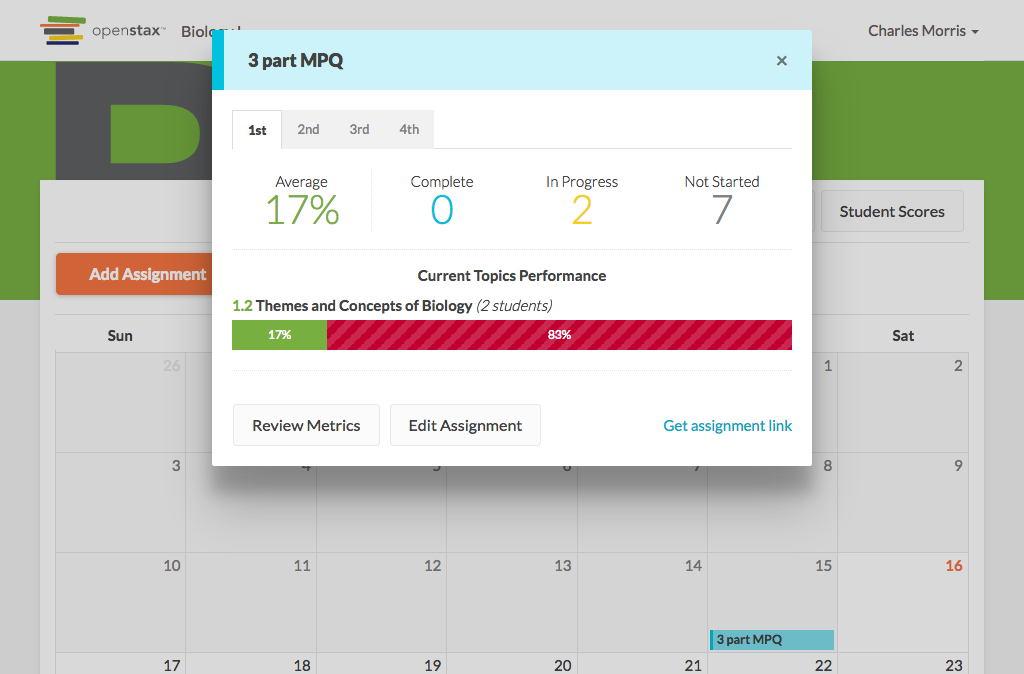 openstax™ Biology I Charles Morris
3 part MPQ ×
1st 2nd 3rd 4th
Average Complete In Progress Not Started
17% 0 2 7
Student Scores
Current Topics Performance
Add Assignment
1.2 Themes and Concepts of Biology (2 students)
17% 83%
Sun Sat
26 1 2
Review Metrics Edit Assignment Get assignment link
3 4 5 6 7 8 9
10 11 12 13 14 15 16
3 part MPQ
17 18 19 20 21 22 23